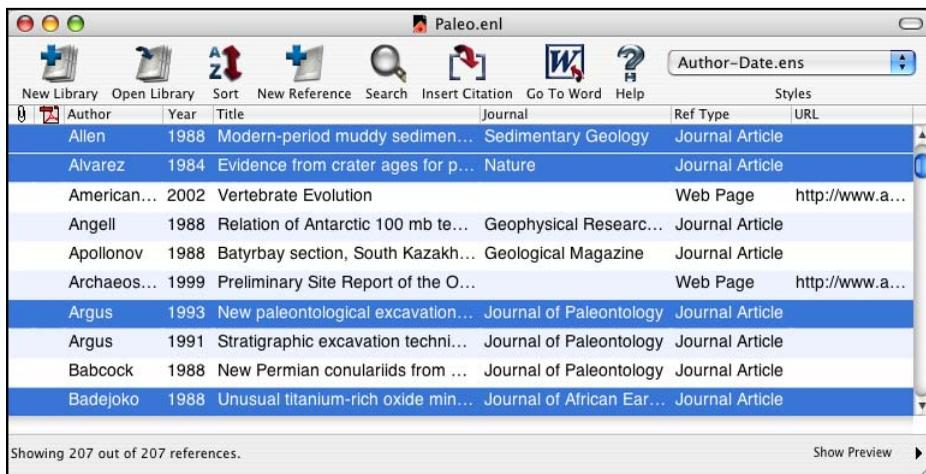 Paleo.enl
New Library Open Library Sort New Reference Search Insert Citation Go To Word Help Author-Date.ens Styles
Author Year Title Journal Ref Type URL
Allen 1988 Modern-period muddy sedimen... Sedimentary Geology Journal Article
Alvarez 1984 Evidence from crater ages for p... Nature Journal Article
American... 2002 Vertebrate Evolution Web Page http://www.a...
Angell 1988 Relation of Antarctic 100 mb te... Geophysical Researc... Journal Article
Apollonov 1988 Batyrbay section, South Kazakh... Geological Magazine Journal Article
Archaeos... 1999 Preliminary Site Report of the O... Web Page http://www.a...
Argus 1993 New paleontological excavation... Journal of Paleontology Journal Article
Argus 1991 Stratigraphic excavation techni... Journal of Paleontology Journal Article
Babcock 1988 New Permian conulariids from ... Journal of Paleontology Journal Article
Badejoko 1988 Unusual titanium-rich oxide min... Journal of African Ear... Journal Article
Showing 207 out of 207 references. Show Preview